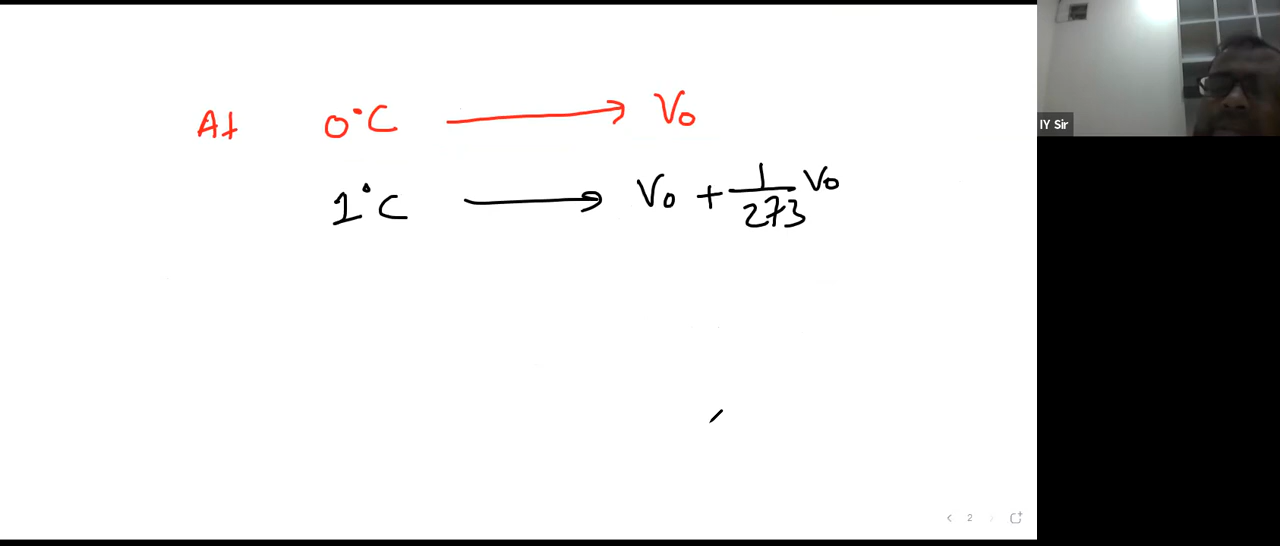 At 0°C ⟶ V₀
1°C ⟶ V₀ + 1/273 V₀
IY Sir
2